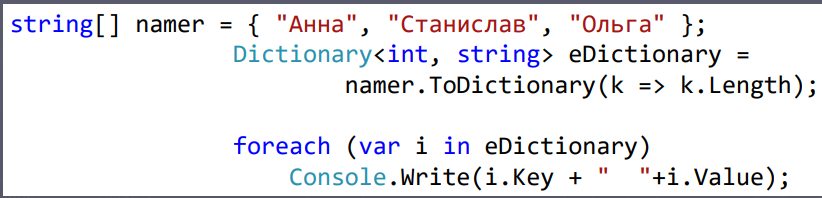 string[] namer = { "Анна", "Станислав", "Ольга" };
Dictionary<int, string> eDictionary =
namer.ToDictionary(k => k.Length);
foreach (var i in eDictionary)
Console.Write(i.Key + "  "+i.Value);